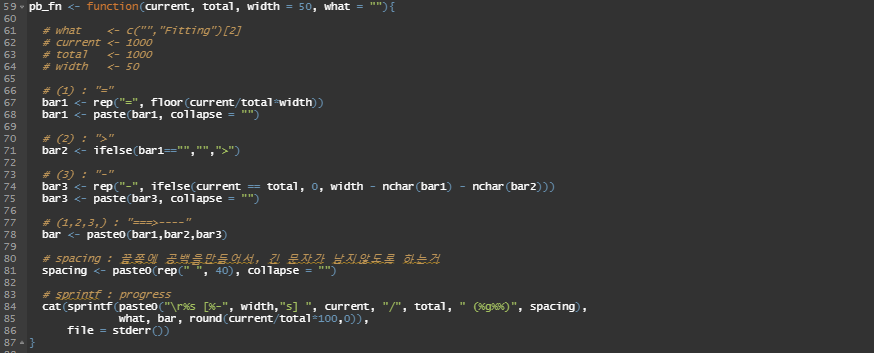 59 pb_fn <- function(current, total, width = 50, what = ""){
60
61 # what    <- c("","Fitting")[2]
62 # current <- 1000
63 # total   <- 1000
64 # width   <- 50
65
66 # (1) : "="
67 bar1 <- rep("=", floor(current/total*width))
68 bar1 <- paste(bar1, collapse = "")
69
70 # (2) : ">"
71 bar2 <- ifelse(bar1=="","",">")
72
73 # (3) : "-"
74 bar3 <- rep("-", ifelse(current == total, 0, width - nchar(bar1) - nchar(bar2)))
75 bar3 <- paste(bar3, collapse = "")
76
77 # (1,2,3,) : "===>----"
78 bar <- paste0(bar1,bar2,bar3)
79
80 # spacing : 끝쪽에 공백을만들어서, 긴 문자가 남지않도록 하는거
81 spacing <- paste0(rep(" ", 40), collapse = "")
82
83 # sprintf : progress
84 cat(sprintf(paste0("\r%s [%-", width,"s] ", current, "/", total, " (%g%%)", spacing),
85 what, bar, round(current/total*100,0)),
86 file = stderr())
87 }